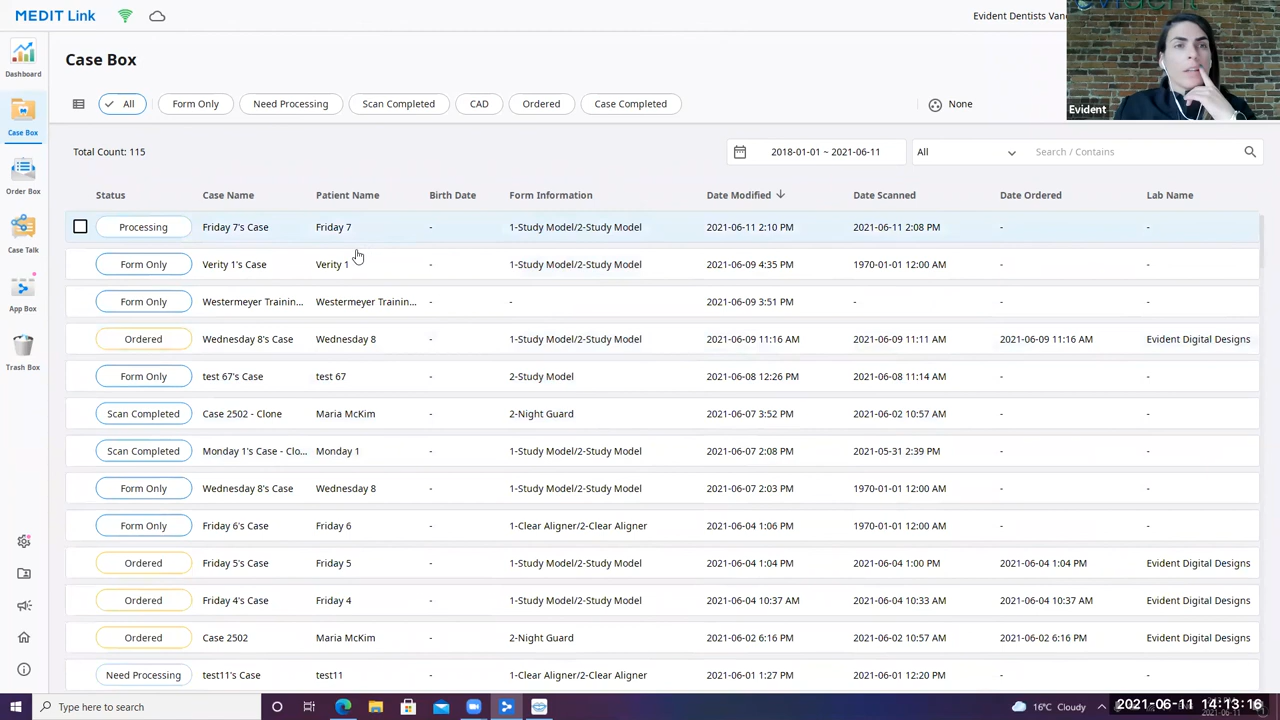 MEDIT Link
Evident Dentists Van
Evident
Dashboard
Case Box
Order Box
Case Talk
App Box
Trash Box
Case Box
All Form Only Need Processing Scan Completed CAD Ordered Case Completed None
Total Count: 115 2018-01-01 ~ 2021-06-11 All Search / Contains
Status Case Name Patient Name Birth Date Form Information Date Modified Date Scanned Date Ordered Lab Name
Processing Friday 7's Case Friday 7 - 1-Study Model/2-Study Model 2021-06-11 2:10 PM 2021-06-11 2:08 PM - -
Form Only Verity 1's Case Verity 1 - 1-Study Model/2-Study Model 2021-06-09 4:35 PM 1970-01-01 12:00 AM - -
Form Only Westermeyer Trainin... Westermeyer Trainin... - - 2021-06-09 3:51 PM - - -
Ordered Wednesday 8's Case Wednesday 8 - 1-Study Model/2-Study Model 2021-06-09 11:16 AM 2021-06-09 11:11 AM 2021-06-09 11:16 AM Evident Digital Designs
Form Only test 67's Case test 67 - 2-Study Model 2021-06-08 12:26 PM 2021-06-08 11:14 AM - -
Scan Completed Case 2502 - Clone Maria McKim - 2-Night Guard 2021-06-07 3:52 PM 2021-06-02 10:57 AM - -
Scan Completed Monday 1's Case - Clo... Monday 1 - 1-Study Model/2-Study Model 2021-06-07 2:08 PM 2021-05-31 2:39 PM - -
Form Only Wednesday 8's Case Wednesday 8 - 1-Study Model/2-Study Model 2021-06-07 2:03 PM 1970-01-01 12:00 AM - -
Form Only Friday 6's Case Friday 6 - 1-Clear Aligner/2-Clear Aligner 2021-06-04 1:06 PM 1970-01-01 12:00 AM - -
Ordered Friday 5's Case Friday 5 - 1-Study Model/2-Study Model 2021-06-04 1:04 PM 2021-06-04 1:00 PM 2021-06-04 1:04 PM Evident Digital Designs
Ordered Friday 4's Case Friday 4 - 1-Study Model/2-Study Model 2021-06-04 10:37 AM 2021-06-04 10:33 AM 2021-06-04 10:37 AM Evident Digital Designs
Ordered Case 2502 Maria McKim - 2-Night Guard 2021-06-02 6:16 PM 2021-06-02 10:57 AM 2021-06-02 6:16 PM Evident Digital Designs
Need Processing test11's Case test11 - 1-Clear Aligner/2-Clear Aligner 2021-06-01 1:27 PM 2021-06-01 12:20 PM - -
Type here to search 16°C Cloudy 2021-06-11 14:13:16